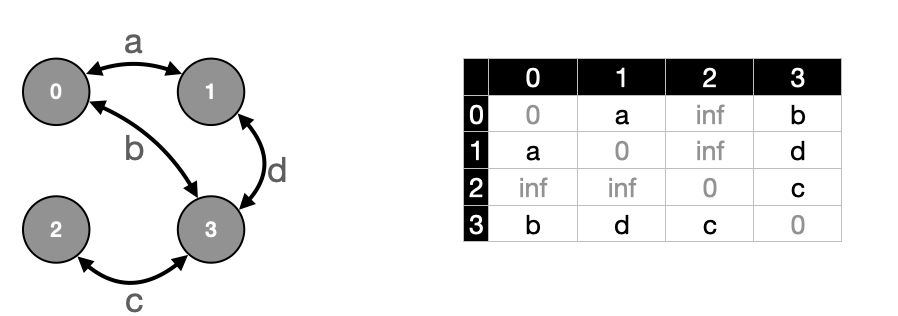 a
0 1
b
d
2 3
c
0 1 2 3
0 0 a inf b
1 a 0 inf d
2 inf inf 0 c
3 b d c 0